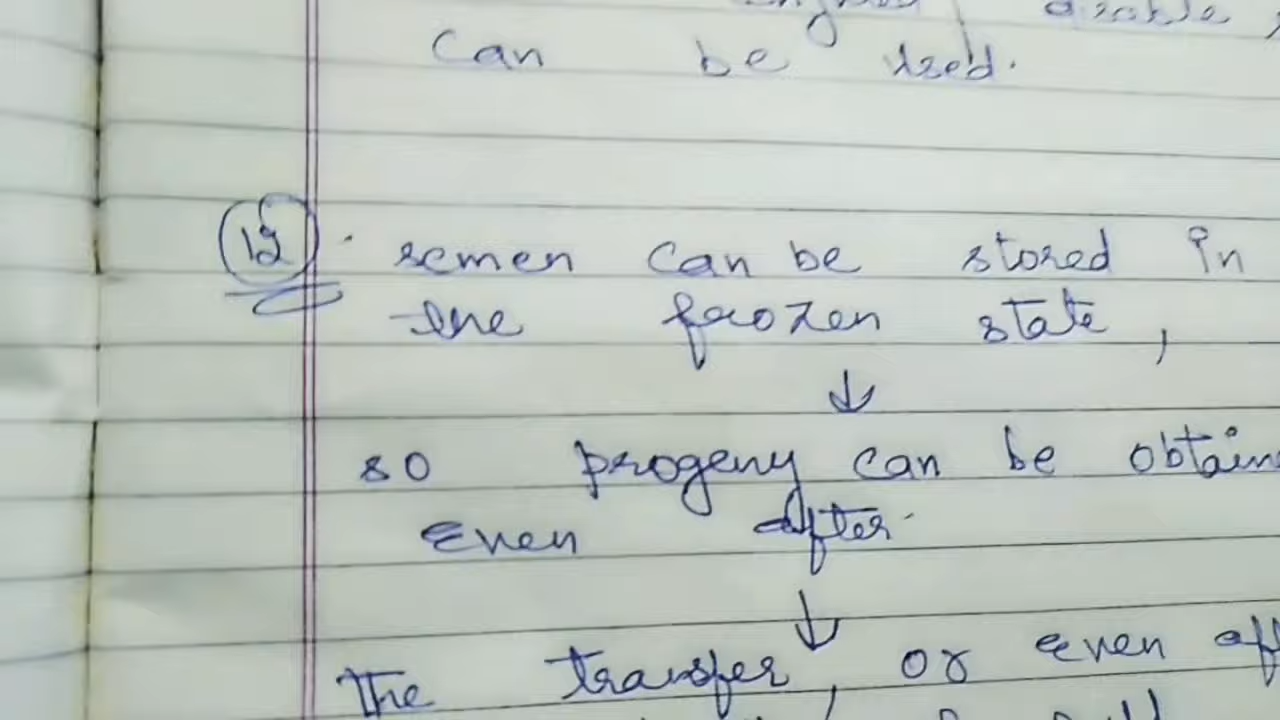 can be used.
12. semen can be stored in
the frozen state,
↓
so progeny can be obtain
even after
↓
The transfer, or even aff